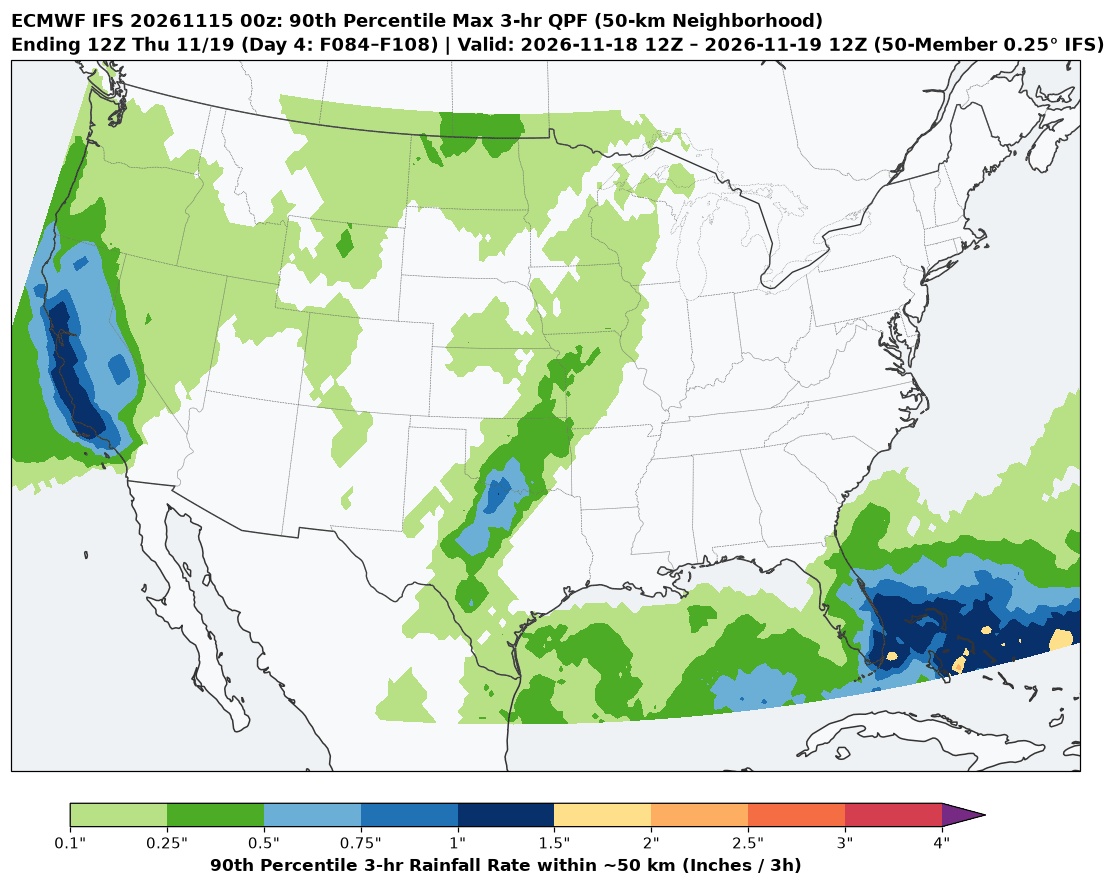 ECMWF IFS 20261115 00z: 90th Percentile Max 3-hr QPF (50-km Neighborhood)
Ending 12Z Thu 11/19 (Day 4: F084–F108) | Valid: 2026-11-18 12Z – 2026-11-19 12Z (50-Member 0.25° IFS)
0.1" 0.25" 0.5" 0.75" 1" 1.5" 2" 2.5" 3" 4"
90th Percentile 3-hr Rainfall Rate within ~50 km (Inches / 3h)